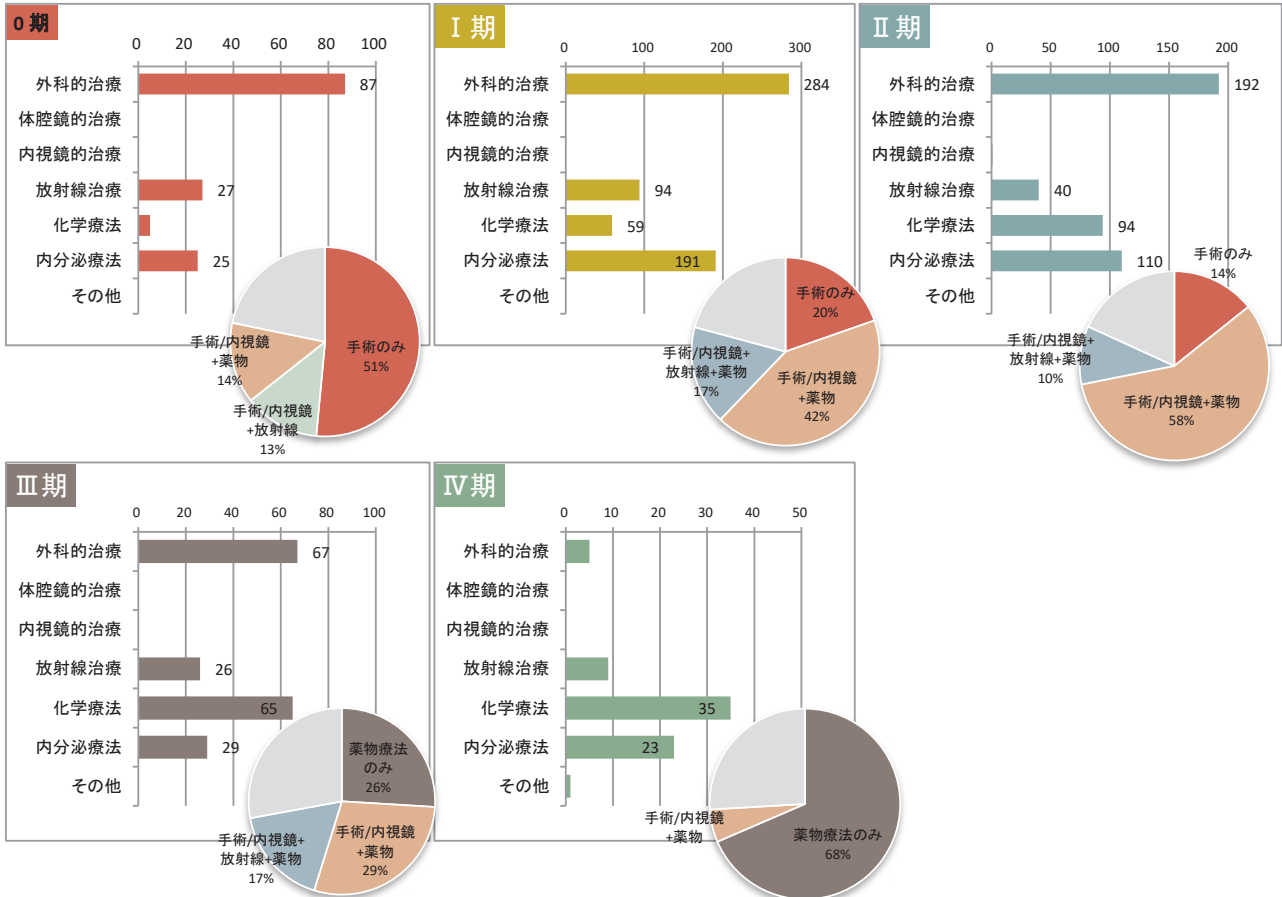 0期
0 20 40 60 80 100
外科的治療 87
体腔鏡的治療
内視鏡的治療
放射線治療 27
化学療法
内分泌療法 25
その他
手術のみ
51%
手術/内視鏡
+放射線
13%
手術/内視鏡
+薬物
14%
Ⅰ期
0 100 200 300
外科的治療 284
体腔鏡的治療
内視鏡的治療
放射線治療 94
化学療法 59
内分泌療法 191
その他
手術のみ
20%
手術/内視鏡
+薬物
42%
手術/内視鏡+
放射線+薬物
17%
Ⅱ期
0 50 100 150 200
外科的治療 192
体腔鏡的治療
内視鏡的治療
放射線治療 40
化学療法 94
内分泌療法 110
その他
手術のみ
14%
手術/内視鏡+薬物
58%
手術/内視鏡+
放射線+薬物
10%
Ⅲ期
0 20 40 60 80 100
外科的治療 67
体腔鏡的治療
内視鏡的治療
放射線治療 26
化学療法 65
内分泌療法 29
その他
薬物療法
のみ
26%
手術/内視鏡
+薬物
29%
手術/内視鏡+
放射線+薬物
17%
Ⅳ期
0 10 20 30 40 50
外科的治療
体腔鏡的治療
内視鏡的治療
放射線治療
化学療法 35
内分泌療法 23
その他
薬物療法のみ
68%
手術/内視鏡
+薬物